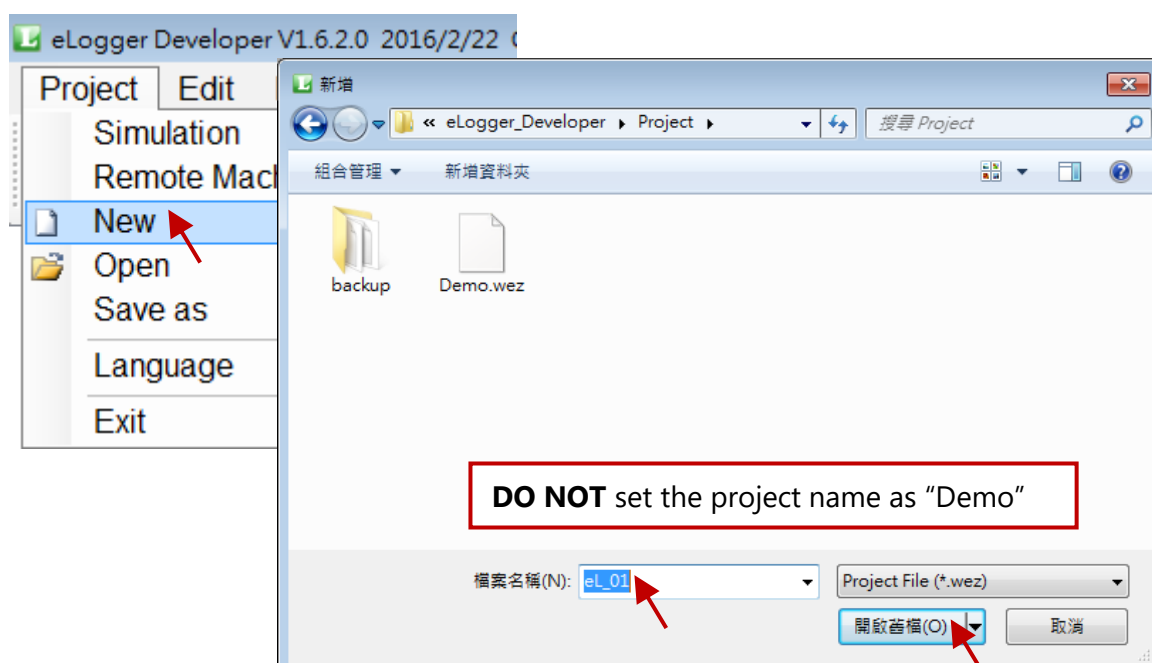 eLogger Developer V1.6.2.0 2016/2/22
Project Edit
Simulation
Remote Mach
New
Open
Save as
Language
Exit
新增
« eLogger_Developer ▸ Project ▸
搜尋 Project
組合管理 ▼ 新增資料夾
backup
Demo.wez
DO NOT set the project name as “Demo”
檔案名稱(N): eL_01
Project File (*.wez)
開啟舊檔(O) 取消